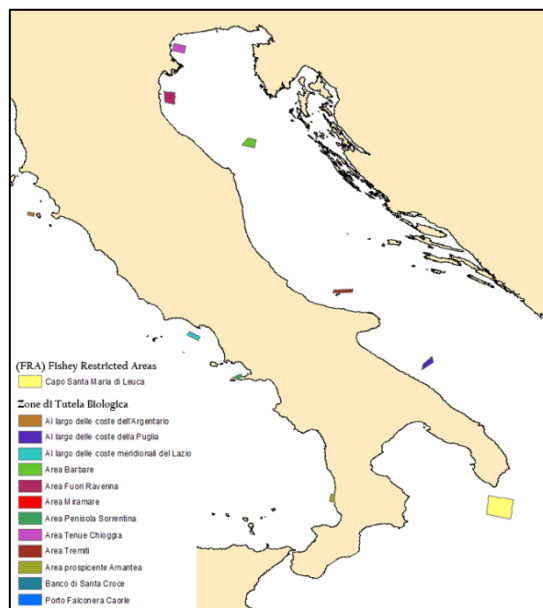 (FRA) Fishey Restricted Areas
Capo Santa Maria di Leuca
Zone di Tutela Biologica
Al largo delle coste dell'Argentario
Al largo delle coste della Puglia
Al largo delle coste meridionali del Lazio
Area Barbare
Area Fuori Ravenna
Area Miramare
Area Penisola Sorrentina
Area Tenue Chioggia
Area Tremiti
Area prospicente Amantea
Banco di Santa Croce
Porto Falconera Caorle